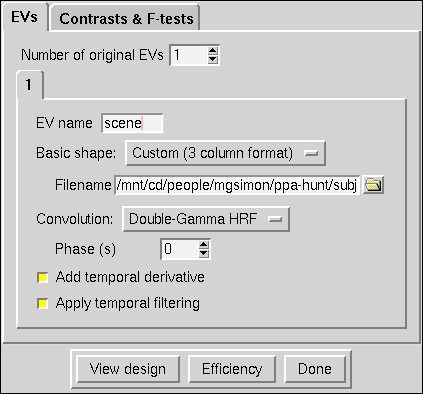 EVs Contrasts & F-tests
Number of original EVs 1
1
EV name scene
Basic shape: Custom (3 column format)
Filename /mnt/cd/people/mgsimon/ppa-hunt/subj
Convolution: Double-Gamma HRF
Phase (s) 0
Add temporal derivative
Apply temporal filtering
View design Efficiency Done